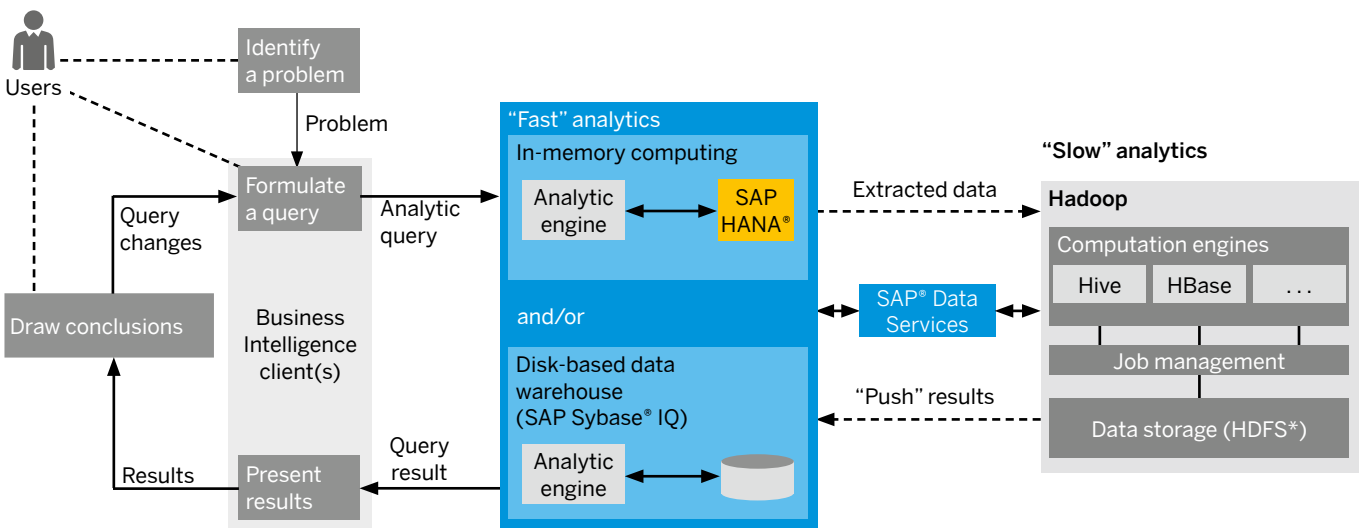 Users
Identify
a problem
Problem
Formulate
a query
Query
changes
Analytic
query
Draw conclusions
Business
Intelligence
client(s)
Results
Present
results
Query
result
“Fast” analytics
In-memory computing
Analytic
engine
SAP
HANA®
and/or
Disk-based data
warehouse
(SAP Sybase® IQ)
Analytic
engine
Extracted data
SAP® Data
Services
“Push” results
“Slow” analytics
Hadoop
Computation engines
Hive
HBase
...
Job management
Data storage (HDFS*)